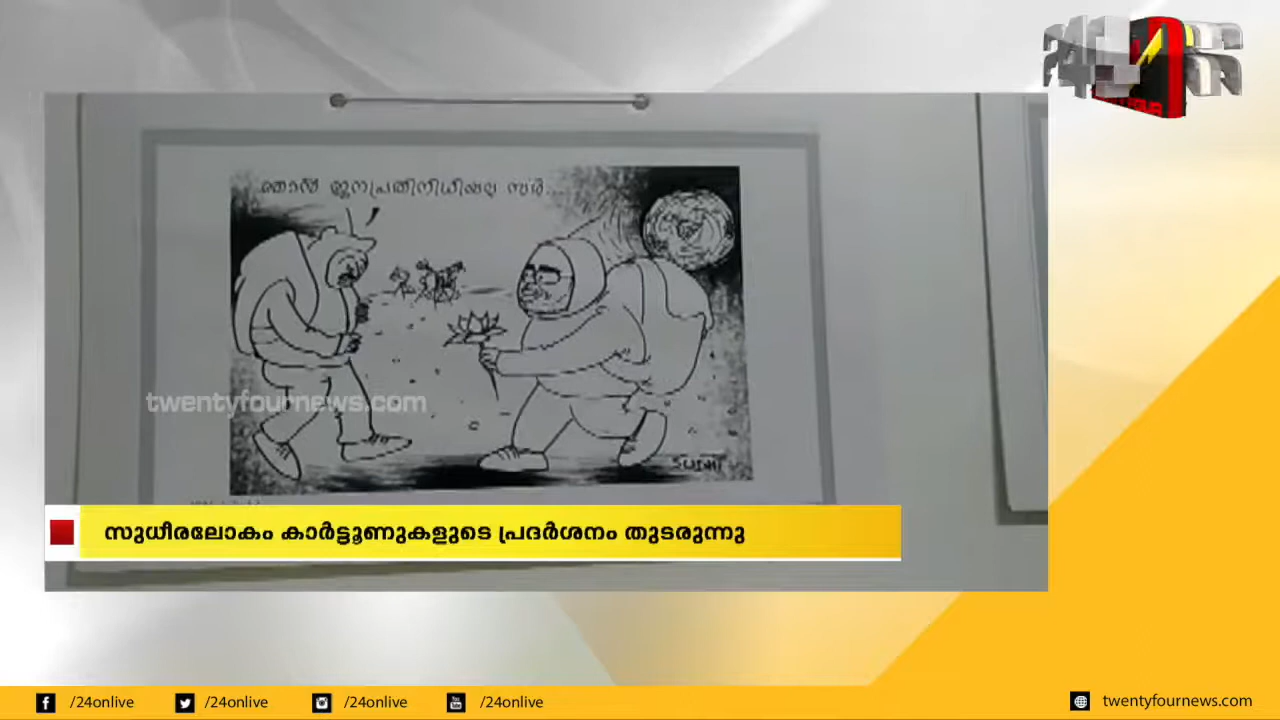 ഞാൻ ജനപ്രതിനിധിയല്ല സർ...
twentyfournews.com
സുധീരലോകം കാർട്ടൂണുകളുടെ പ്രദർശനം തുടരുന്നു
/24onlive
/24onlive
/24onlive
/24onlive
twentyfournews.com